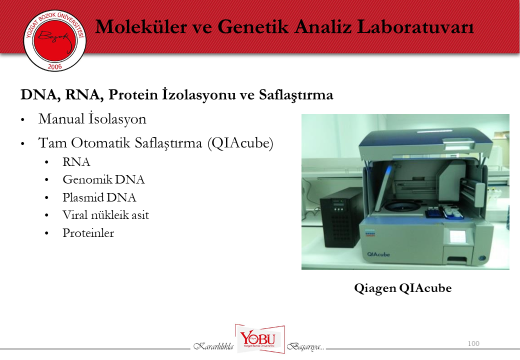 YOZGAT BOZOK ÜNİVERSİTESİ
Bozok
2006
Moleküler ve Genetik Analiz Laboratuvarı
DNA, RNA, Protein İzolasyonu ve Saflaştırma
• Manual İsolasyon
• Tam Otomatik Saflaştırma (QIAcube)
• RNA
• Genomik DNA
• Plasmid DNA
• Viral nükleik asit
• Proteinler
QIAcube
Qiagen QIAcube
Kararlılıkla
YOBU
Başarıya...
100